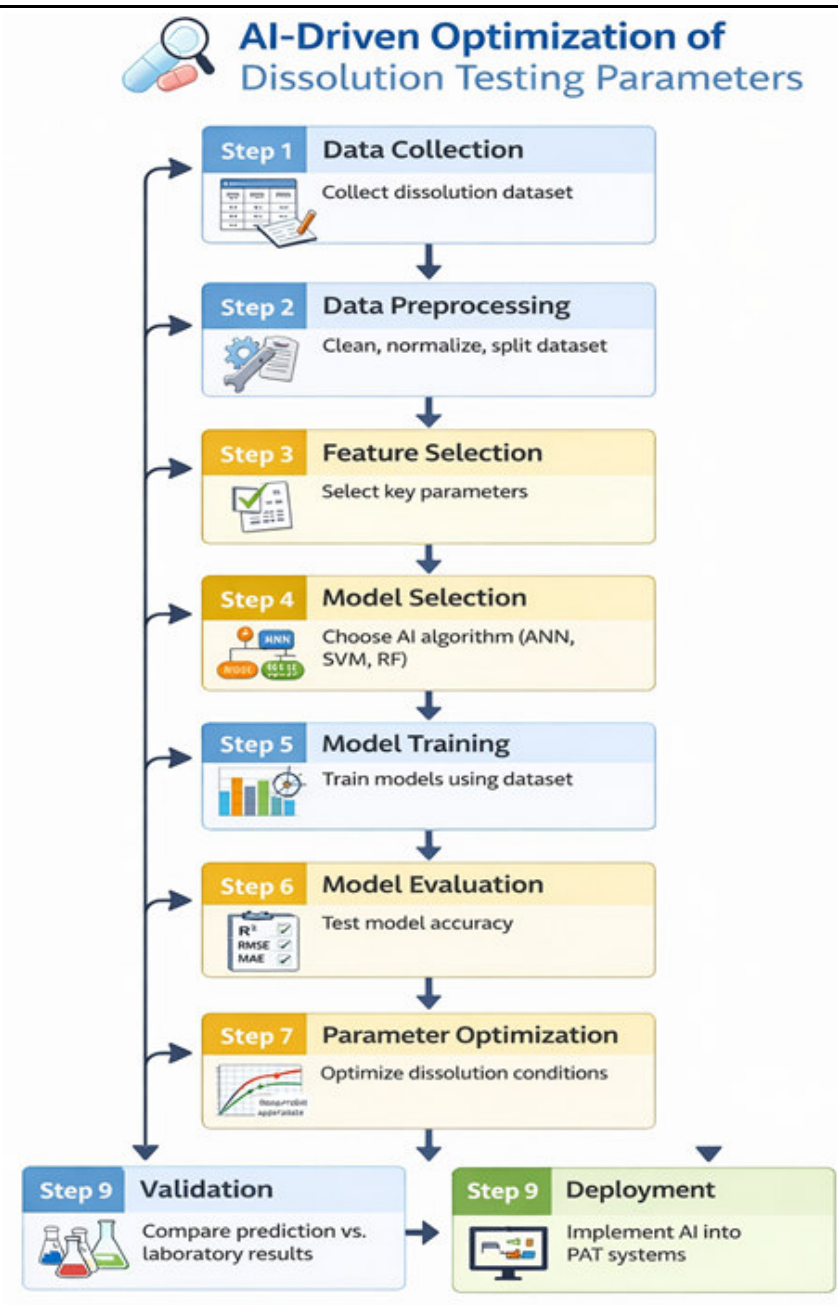 AI-Driven Optimization of
Dissolution Testing Parameters
Step 1 Data Collection
Collect dissolution dataset
Step 2 Data Preprocessing
Clean, normalize, split dataset
Step 3 Feature Selection
Select key parameters
Step 4 Model Selection
Choose AI algorithm (ANN,
SVM, RF)
Step 5 Model Training
Train models using dataset
Step 6 Model Evaluation
Test model accuracy
R²
RMSE
MAE
Step 7 Parameter Optimization
Optimize dissolution conditions
Step 9 Validation
Compare prediction vs.
laboratory results
Step 9 Deployment
Implement AI into
PAT systems